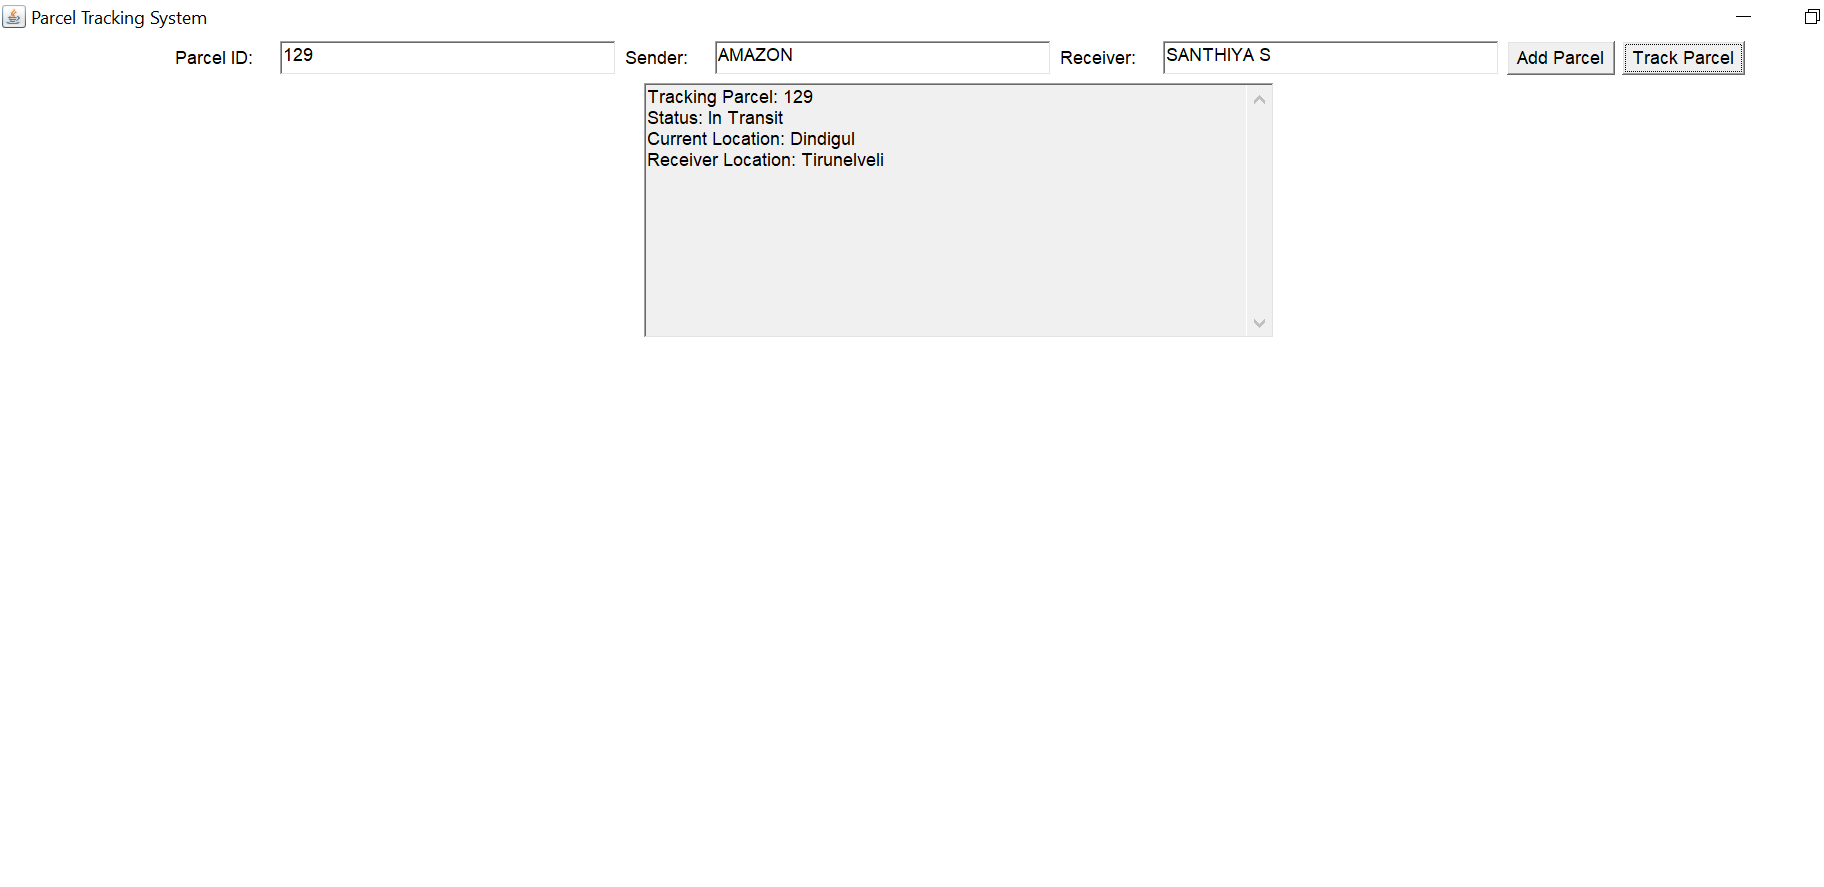 Parcel Tracking System
Parcel ID: 129 Sender: AMAZON Receiver: SANTHIYA S Add Parcel Track Parcel
Tracking Parcel: 129
Status: In Transit
Current Location: Dindigul
Receiver Location: Tirunelveli